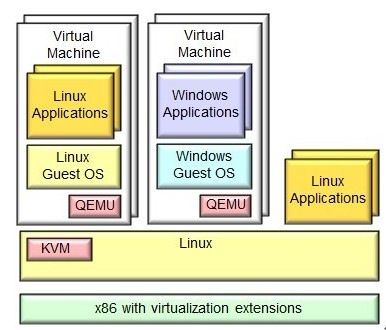 Virtual
Machine
Linux
Applications
Linux
Guest OS
QEMU
Virtual
Machine
Windows
Applications
Windows
Guest OS
QEMU
Linux
Applications
KVM
Linux
x86 with virtualization extensions